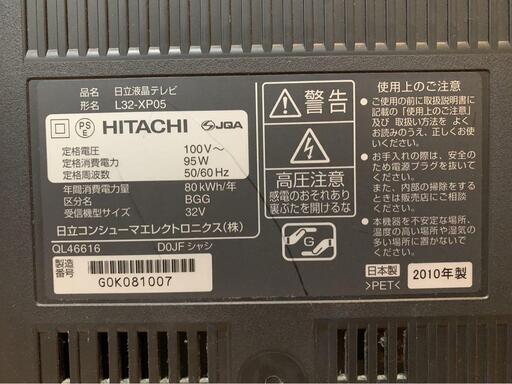 品名 日立液晶テレビ
形名 L32-XP05
PS
E
HITACHI JQA
定格電圧 100V～
定格消費電力 95W
定格周波数 50/60Hz
年間消費電力量 80kWh/年
区分名 BGG
受信機型サイズ 32V
日立コンシューマエレクトロニクス(株)
QL46616 D0JFシャシ
製造
番号
G0K081007
警告
高圧注意
感電のおそれあり
裏ぶたを開けるな
G
使用上のご注意
●ご使用の前に取扱説明書に
記載の「使用上のご注意」
及び 取扱い方法を よく
お読みのうえ、正しくお使
いください。
●お手入れの際は、安全のた
め電源プラグを抜いてくだ
さい。
また、内部の掃除をすると
きは販売店にご相談くだ
さい。
●本機器を不安定な場所、
温度の高い場所や湿気の
多い場所に置かないでく
ださい。
日本製
>PET<
2010年製